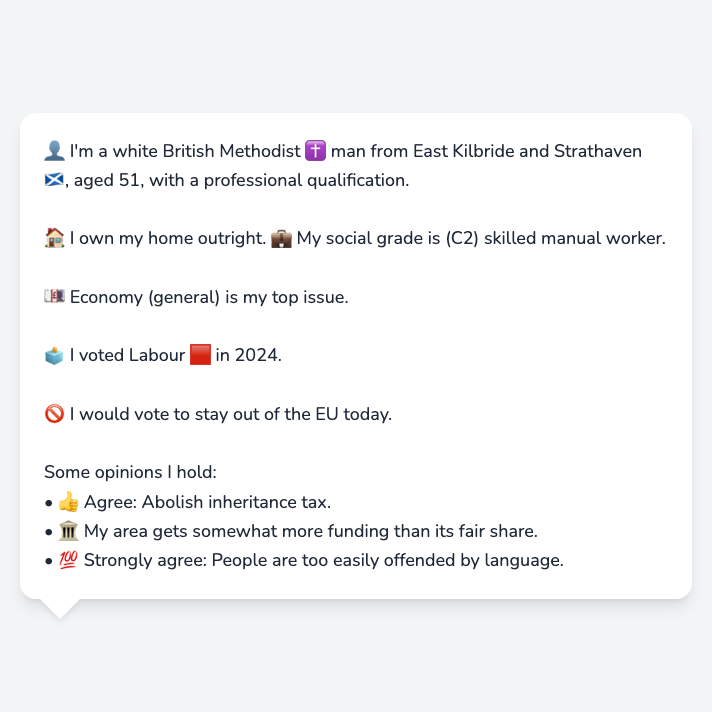 👤 I'm a white British Methodist ✝️ man from East Kilbride and Strathaven
🏴󠁧󠁢󠁳󠁣󠁴󠁿, aged 51, with a professional qualification.
🏠 I own my home outright. 💼 My social grade is (C2) skilled manual worker.
💷 Economy (general) is my top issue.
🗳️ I voted Labour 🟥 in 2024.
🚫 I would vote to stay out of the EU today.
Some opinions I hold:
• 👍 Agree: Abolish inheritance tax.
• 🏛️ My area gets somewhat more funding than its fair share.
• 💯 Strongly agree: People are too easily offended by language.